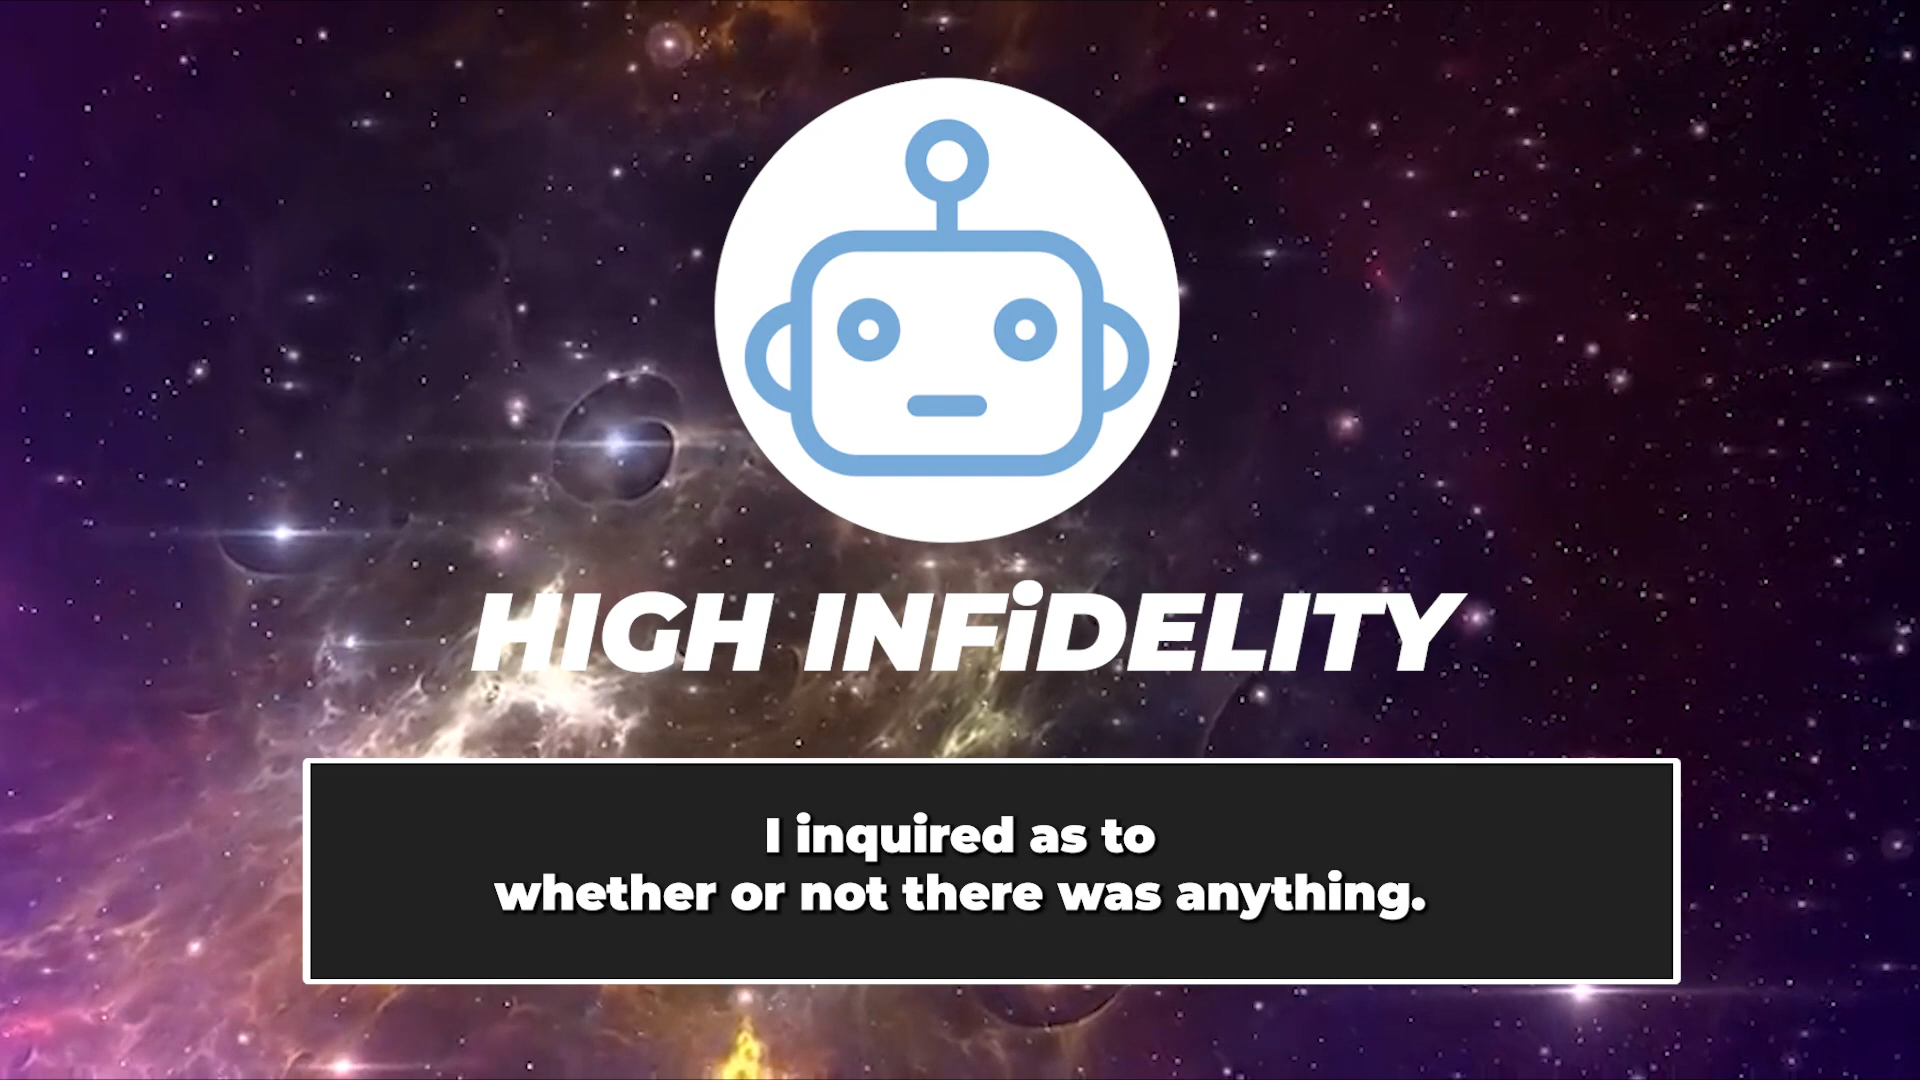 HIGH INFiDELITY
I inquired as to
whether or not there was anything.